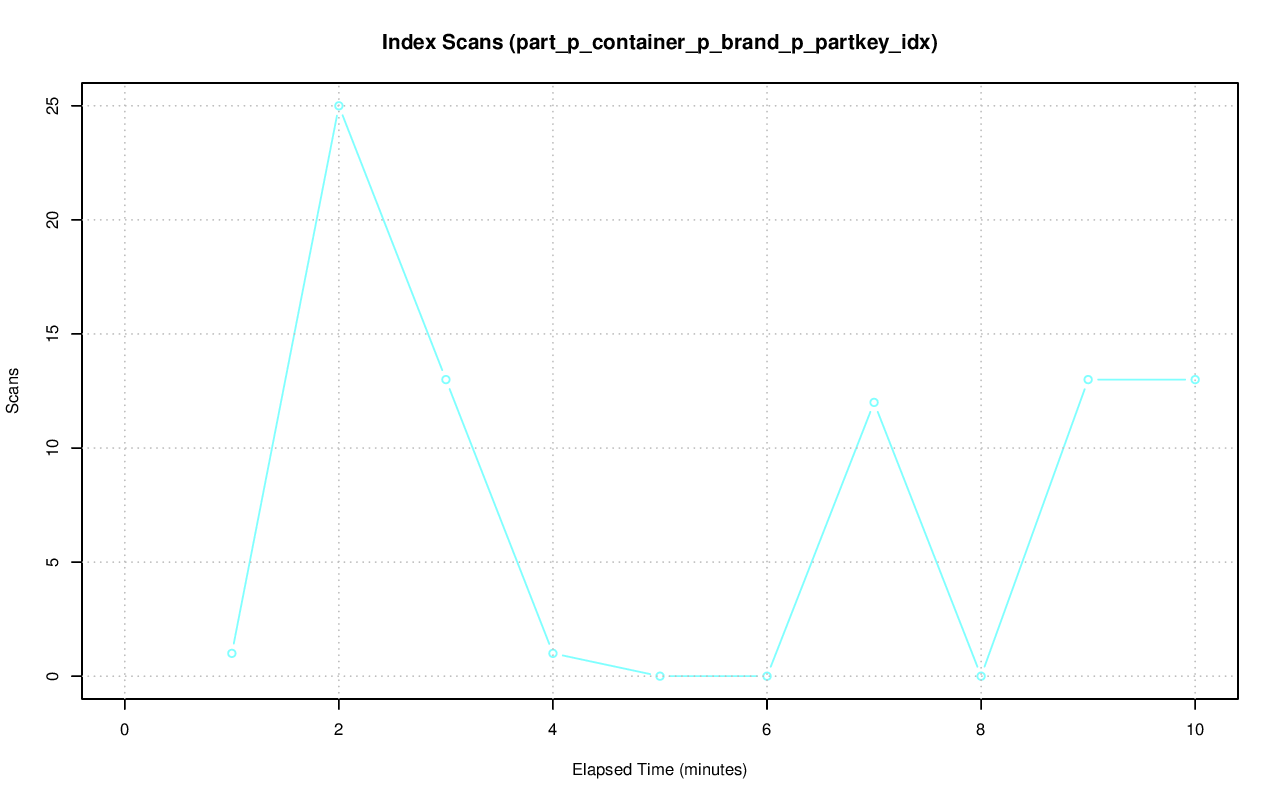 Index Scans (part_p_container_p_brand_p_partkey_idx)
25
20
15
10
5
0
Scans
0 2 4 6 8 10
Elapsed Time (minutes)